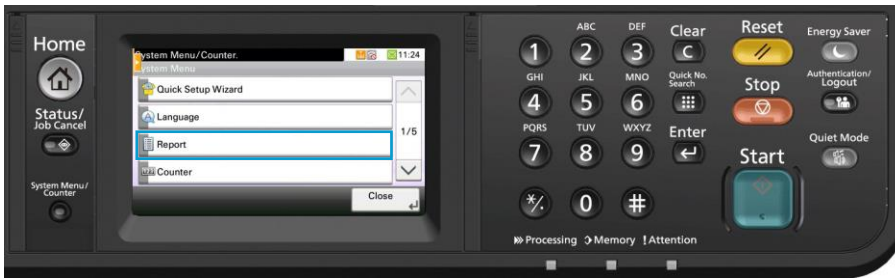 Home
Status/
Job Cancel
System Menu/
Counter
System Menu/Counter.
11:24
System Menu
Quick Setup Wizard
Language
Report
Counter
1/5
Close
ABC
DEF
1
2
3
Clear
C
GHI
JKL
MNO
4
5
6
Quick No.
Search
PQRS
TUV
WXYZ
7
8
9
Enter
*/.
0
#
Processing
Memory
!Attention
Reset
Stop
Start
Energy Saver
Authentication/
Logout
Quiet Mode